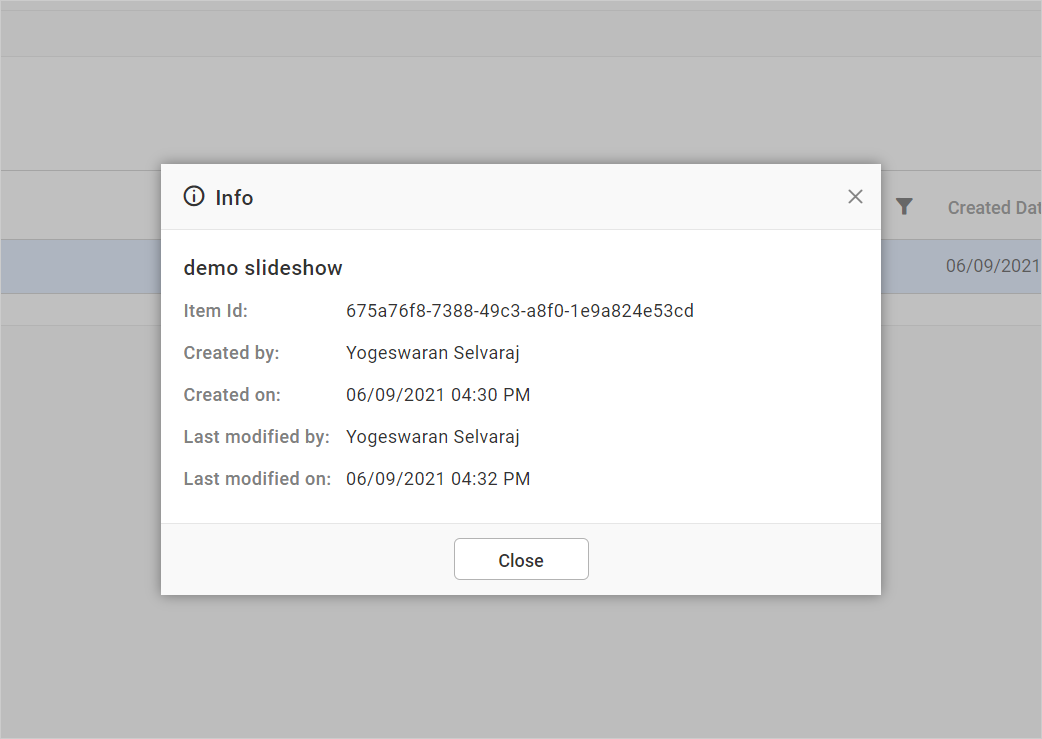 Info
Created Dat
06/09/2021
demo slideshow
Item Id: 675a76f8-7388-49c3-a8f0-1e9a824e53cd
Created by: Yogeswaran Selvaraj
Created on: 06/09/2021 04:30 PM
Last modified by: Yogeswaran Selvaraj
Last modified on: 06/09/2021 04:32 PM
Close